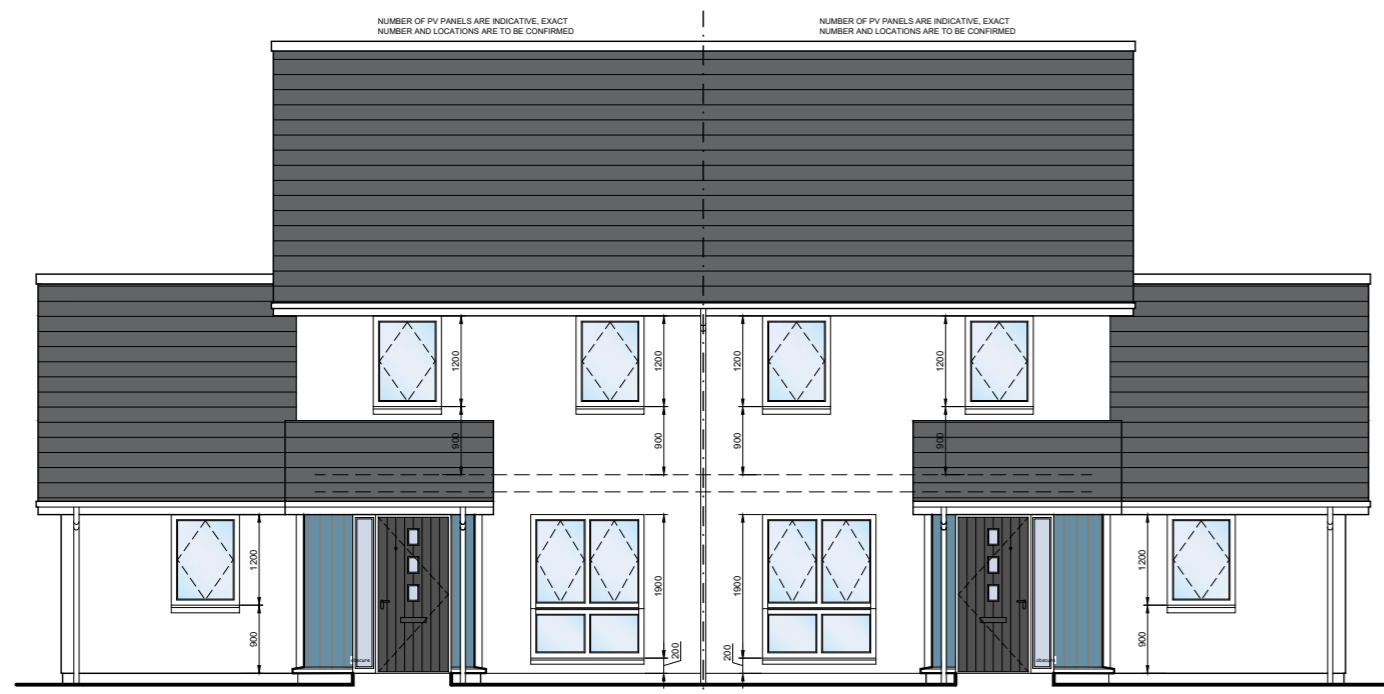 NUMBER OF PV PANELS ARE INDICATIVE, EXACT
NUMBER AND LOCATIONS ARE TO BE CONFIRMED
NUMBER OF PV PANELS ARE INDICATIVE, EXACT
NUMBER AND LOCATIONS ARE TO BE CONFIRMED
1200
1200
1200
1200
900
900
900
900
1200
1900
1900
1200
900
200
200
900
obscure
obscure